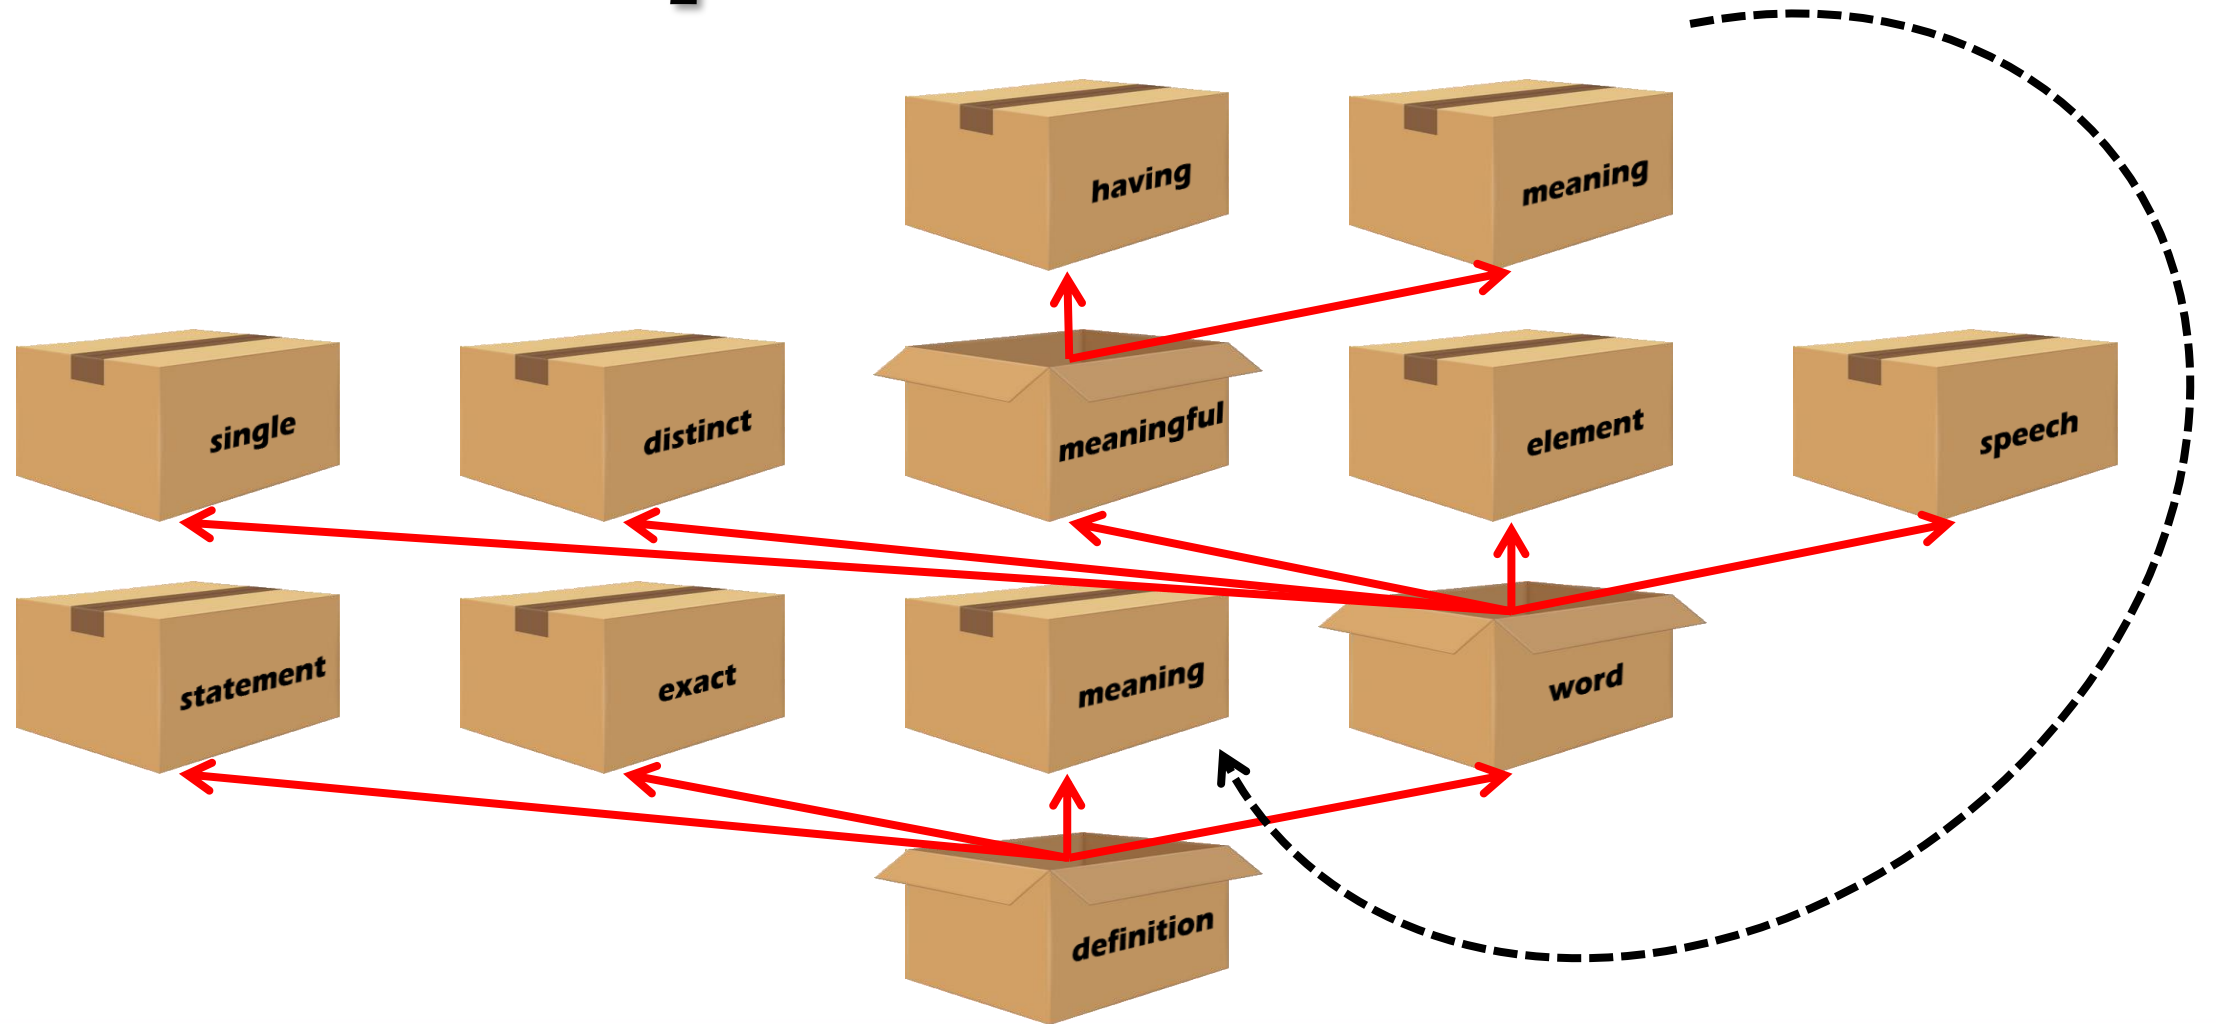 having
meaning
single
distinct
meaningful
element
speech
statement
exact
meaning
word
definition